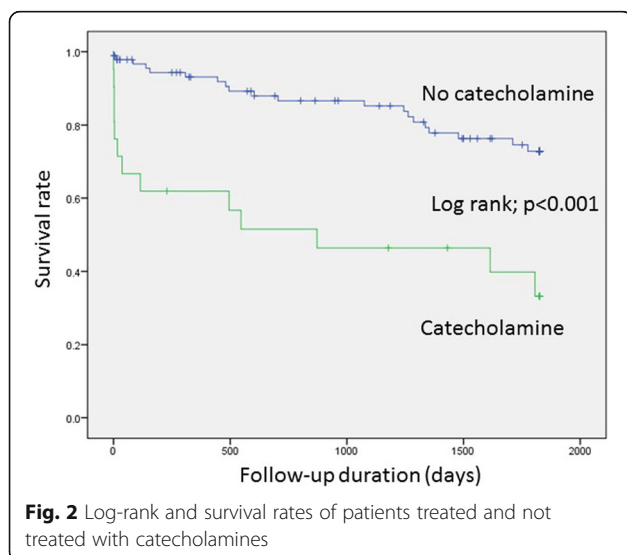 1.0
No catecholamine
0.8
Log rank; p<0.001
0.6
Survival rate
0.4
Catecholamine
0.2
0.0
0 500 1000 1500 2000
Follow-up duration (days)
Fig. 2 Log-rank and survival rates of patients treated and not
treated with catecholamines